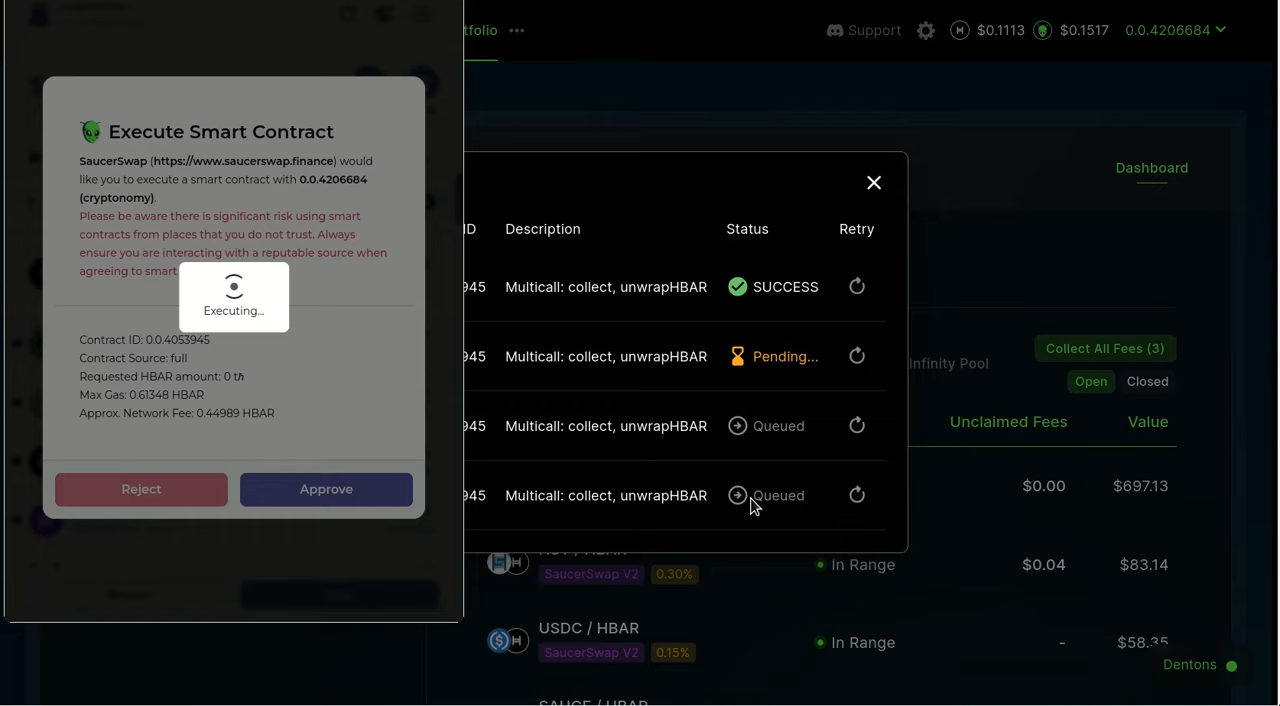 tfolio ••• Support $0.1113 $0.1517 0.0.4206684
Execute Smart Contract
SaucerSwap (https://www.saucerswap.finance) would
like you to execute a smart contract with 0.0.4206684
(cryptonomy).
Please be aware there is significant risk using smart
contracts from places that you do not trust. Always
ensure you are interacting with a reputable source when
agreeing to smart
Executing...
Contract ID: 0.0.4053945
Contract Source: full
Requested HBAR amount: 0 tℏ
Max Gas: 0.61348 HBAR
Approx. Network Fee: 0.44989 HBAR
Reject Approve
ID Description Status Retry
945 Multicall: collect, unwrapHBAR SUCCESS
945 Multicall: collect, unwrapHBAR Pending...
945 Multicall: collect, unwrapHBAR Queued
945 Multicall: collect, unwrapHBAR Queued
Dashboard
Infinity Pool Collect All Fees (3)
Open Closed
Unclaimed Fees Value
$0.00 $697.13
/ HBAR
SaucerSwap V2 0.30% In Range $0.04 $83.14
USDC / HBAR
SaucerSwap V2 0.15% In Range - $58.35
Dentons
SAUCE / HBAR